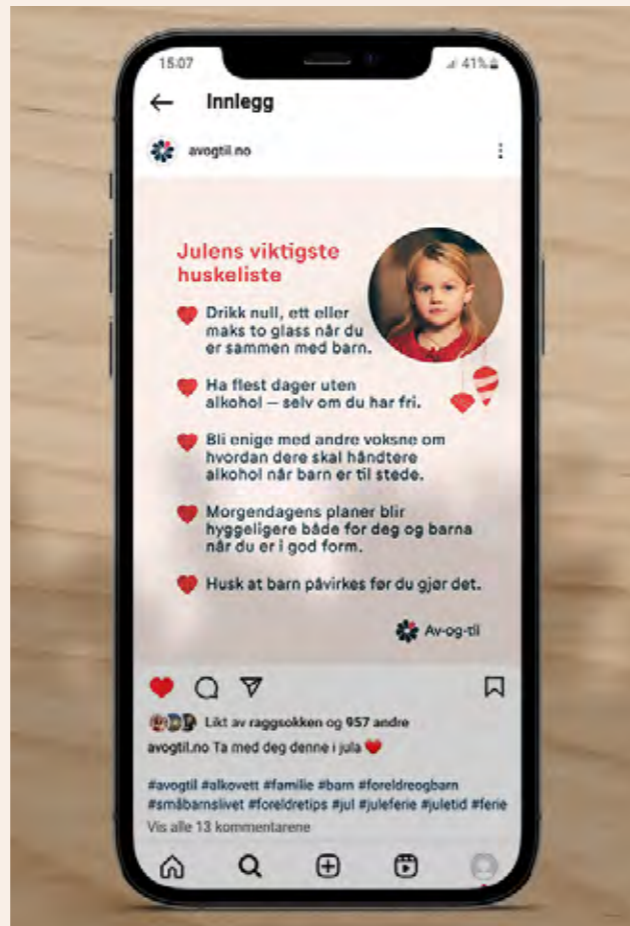 15:07
41%
Innlegg
avogtil.no
Julens viktigste
huskeliste
Drikk null, ett eller
maks to glass når du
er sammen med barn.
Ha flest dager uten
alkohol – selv om du har fri.
Bli enige med andre voksne om
hvordan dere skal håndtere
alkohol når barn er til stede.
Morgendagens planer blir
hyggeligere både for deg og barna
når du er i god form.
Husk at barn påvirkes før du gjør det.
Av-og-til
Likt av raggsokken og 957 andre
avogtil.no Ta med deg denne i jula ❤
#avogtil #alkovett #familie #barn #foreldreogbarn
#småbarnslivet #foreldretips #jul #juleferie #juletid #ferie
Vis alle 13 kommentarene